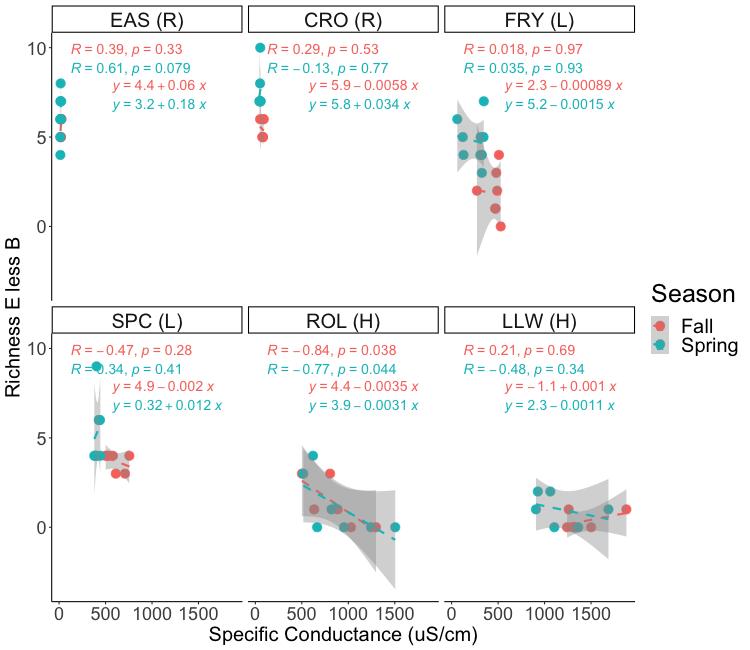 EAS (R)
CRO (R)
FRY (L)
R = 0.39, p = 0.33
R = 0.61, p = 0.079
y = 4.4 + 0.06 x
y = 3.2 + 0.18 x
R = 0.29, p = 0.53
R = −0.13, p = 0.77
y = 5.9 − 0.0058 x
y = 5.8 + 0.034 x
R = 0.018, p = 0.97
R = 0.035, p = 0.93
y = 2.3 − 0.00089 x
y = 5.2 − 0.0015 x
10
5
0
SPC (L)
ROL (H)
LLW (H)
R = −0.47, p = 0.28
R = 0.34, p = 0.41
y = 4.9 − 0.002 x
y = 0.32 + 0.012 x
R = −0.84, p = 0.038
R = −0.77, p = 0.044
y = 4.4 − 0.0035 x
y = 3.9 − 0.0031 x
R = 0.21, p = 0.69
R = −0.48, p = 0.34
y = −1.1 + 0.001 x
y = 2.3 − 0.0011 x
10
5
0
0 500 1000 1500
0 500 1000 1500
0 500 1000 1500
Specific Conductance (uS/cm)
Richness E less B
Season
Fall
Spring